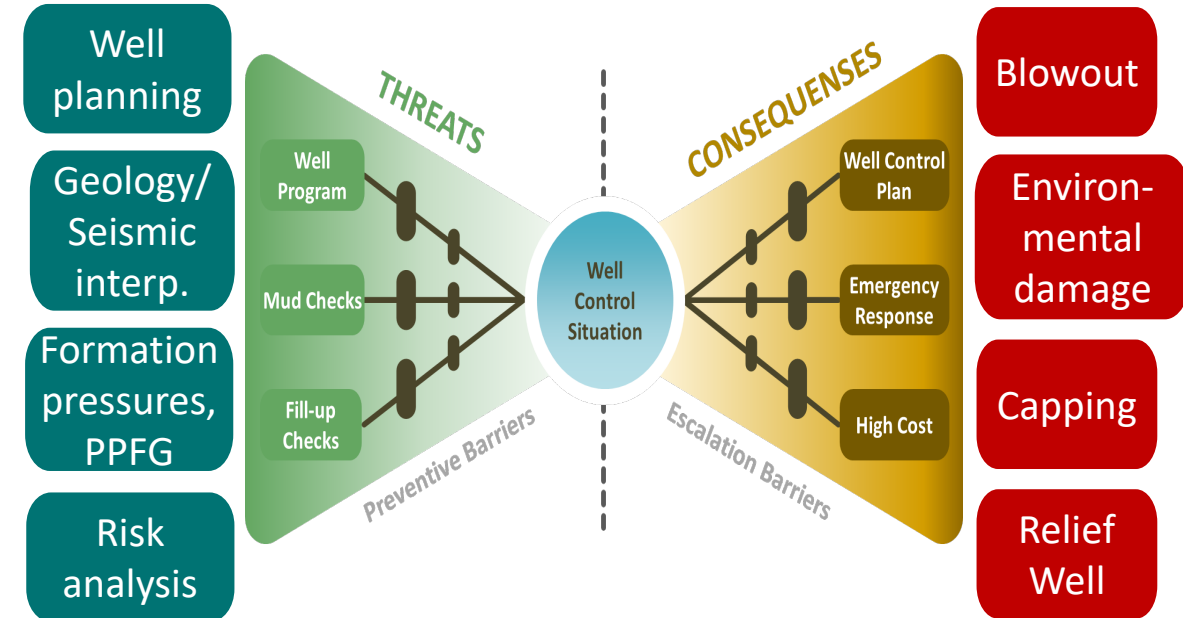 Well
planning
Geology/
Seismic
interp.
Formation
pressures,
PPFG
Risk
analysis
THREATS
Well
Program
Mud Checks
Fill-up
Checks
Preventive Barriers
Well
Control
Situation
CONSEQUENSES
Well Control
Plan
Emergency
Response
High Cost
Escalation Barriers
Blowout
Environ-
mental
damage
Capping
Relief
Well